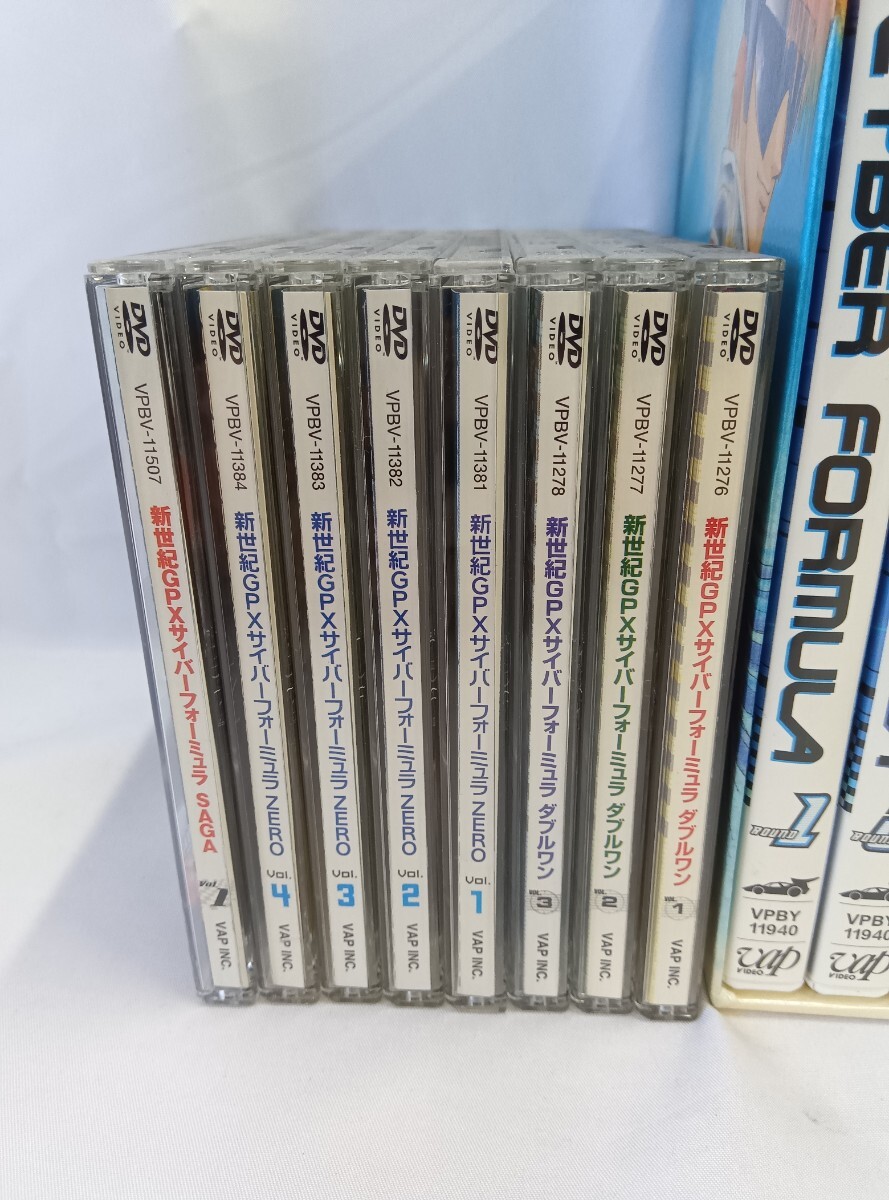 DVD
VIDEO
VPBV-11507
新世紀GPXサイバーフォーミュラ SAGA
Vol.1
DVD
VIDEO
VPBV-11384
新世紀GPXサイバーフォーミュラ ZERO
vol.
4
VAP INC.
DVD
VIDEO
VPBV-11383
新世紀GPXサイバーフォーミュラ ZERO
vol.
3
VAP INC.
DVD
VIDEO
VPBV-11382
新世紀GPXサイバーフォーミュラ ZERO
vol.
2
VAP INC.
DVD
VIDEO
VPBV-11381
新世紀GPXサイバーフォーミュラ ZERO
vol.
1
VAP INC.
DVD
VIDEO
VPBV-11278
新世紀GPXサイバーフォーミュラ ダブルワン
VOL.
3
VAP INC.
DVD
VIDEO
VPBV-11277
新世紀GPXサイバーフォーミュラ ダブルワン
VOL.
2
VAP INC.
DVD
VIDEO
VPBV-11276
新世紀GPXサイバーフォーミュラ ダブルワン
VOL.
1
VAP INC.
YBER FORMULA
ROUND 1
VPBY
11940
vap
VIDEO
VPBY
11940
vap
VIDEO